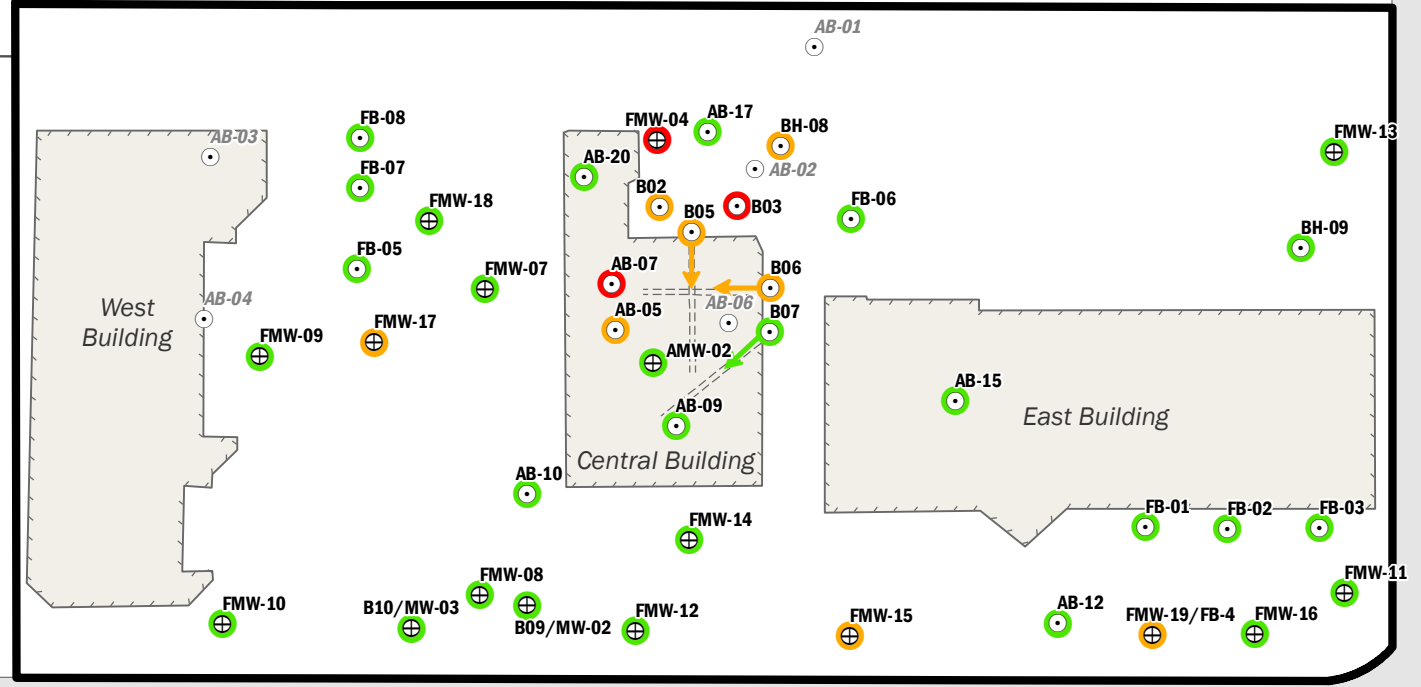 AB-01
FB-08
FMW-04
AB-17
BH-08
FMW-13
AB-03
AB-20
FB-07
AB-02
B02
FMW-18
B03
FB-06
B05
BH-09
FB-05
AB-07
FMW-07
B06
AB-04
AB-06
West
Building
AB-05
B07
FMW-17
FMW-09
AMW-02
AB-15
AB-09
East Building
Central Building
AB-10
FB-01
FB-02
FB-03
FMW-14
FMW-08
FMW-11
FMW-10
B10/MW-03
B09/MW-02
FMW-12
FMW-15
AB-12
FMW-19/FB-4
FMW-16